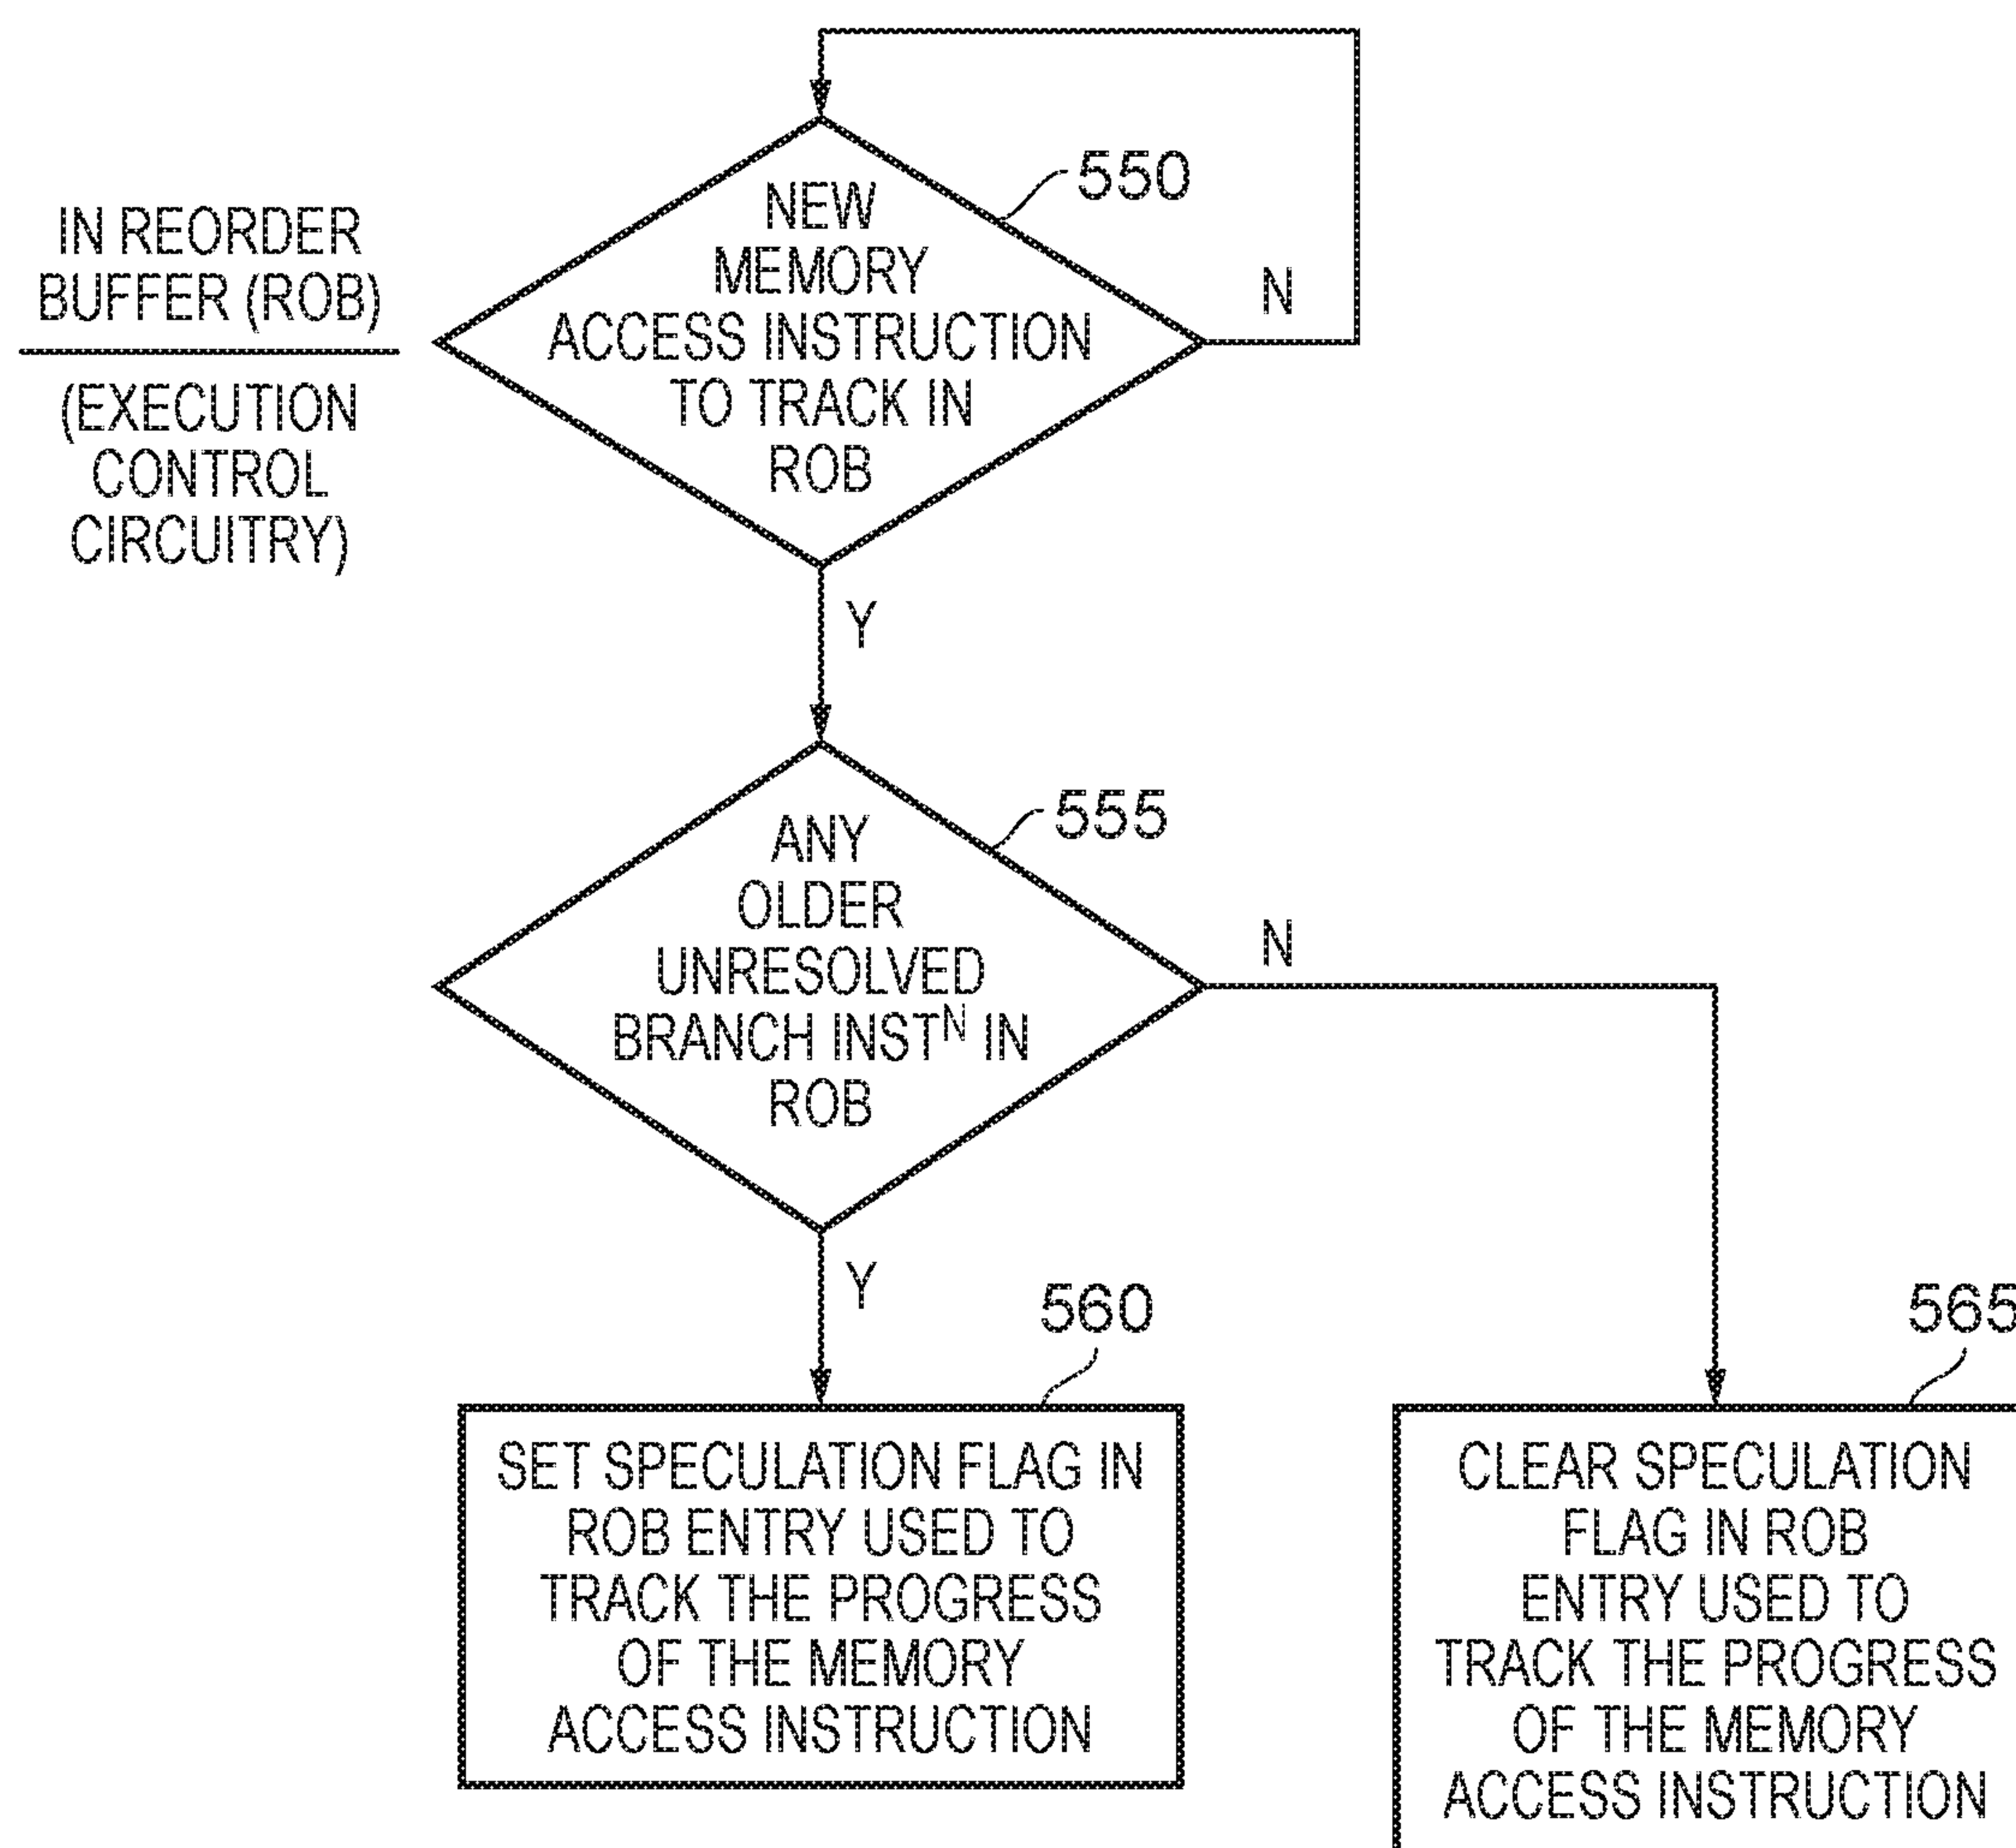 550
IN REORDER
BUFFER (ROB)
(EXECUTION
CONTROL
CIRCUITRY)
NEW
MEMORY
ACCESS INSTRUCTION
TO TRACK IN
ROB
N
Y
555
ANY
OLDER
UNRESOLVED
BRANCH INSTᴺ IN
ROB
N
Y
560
SET SPECULATION FLAG IN
ROB ENTRY USED TO
TRACK THE PROGRESS
OF THE MEMORY
ACCESS INSTRUCTION
565
CLEAR SPECULATION
FLAG IN ROB
ENTRY USED TO
TRACK THE PROGRESS
OF THE MEMORY
ACCESS INSTRUCTION